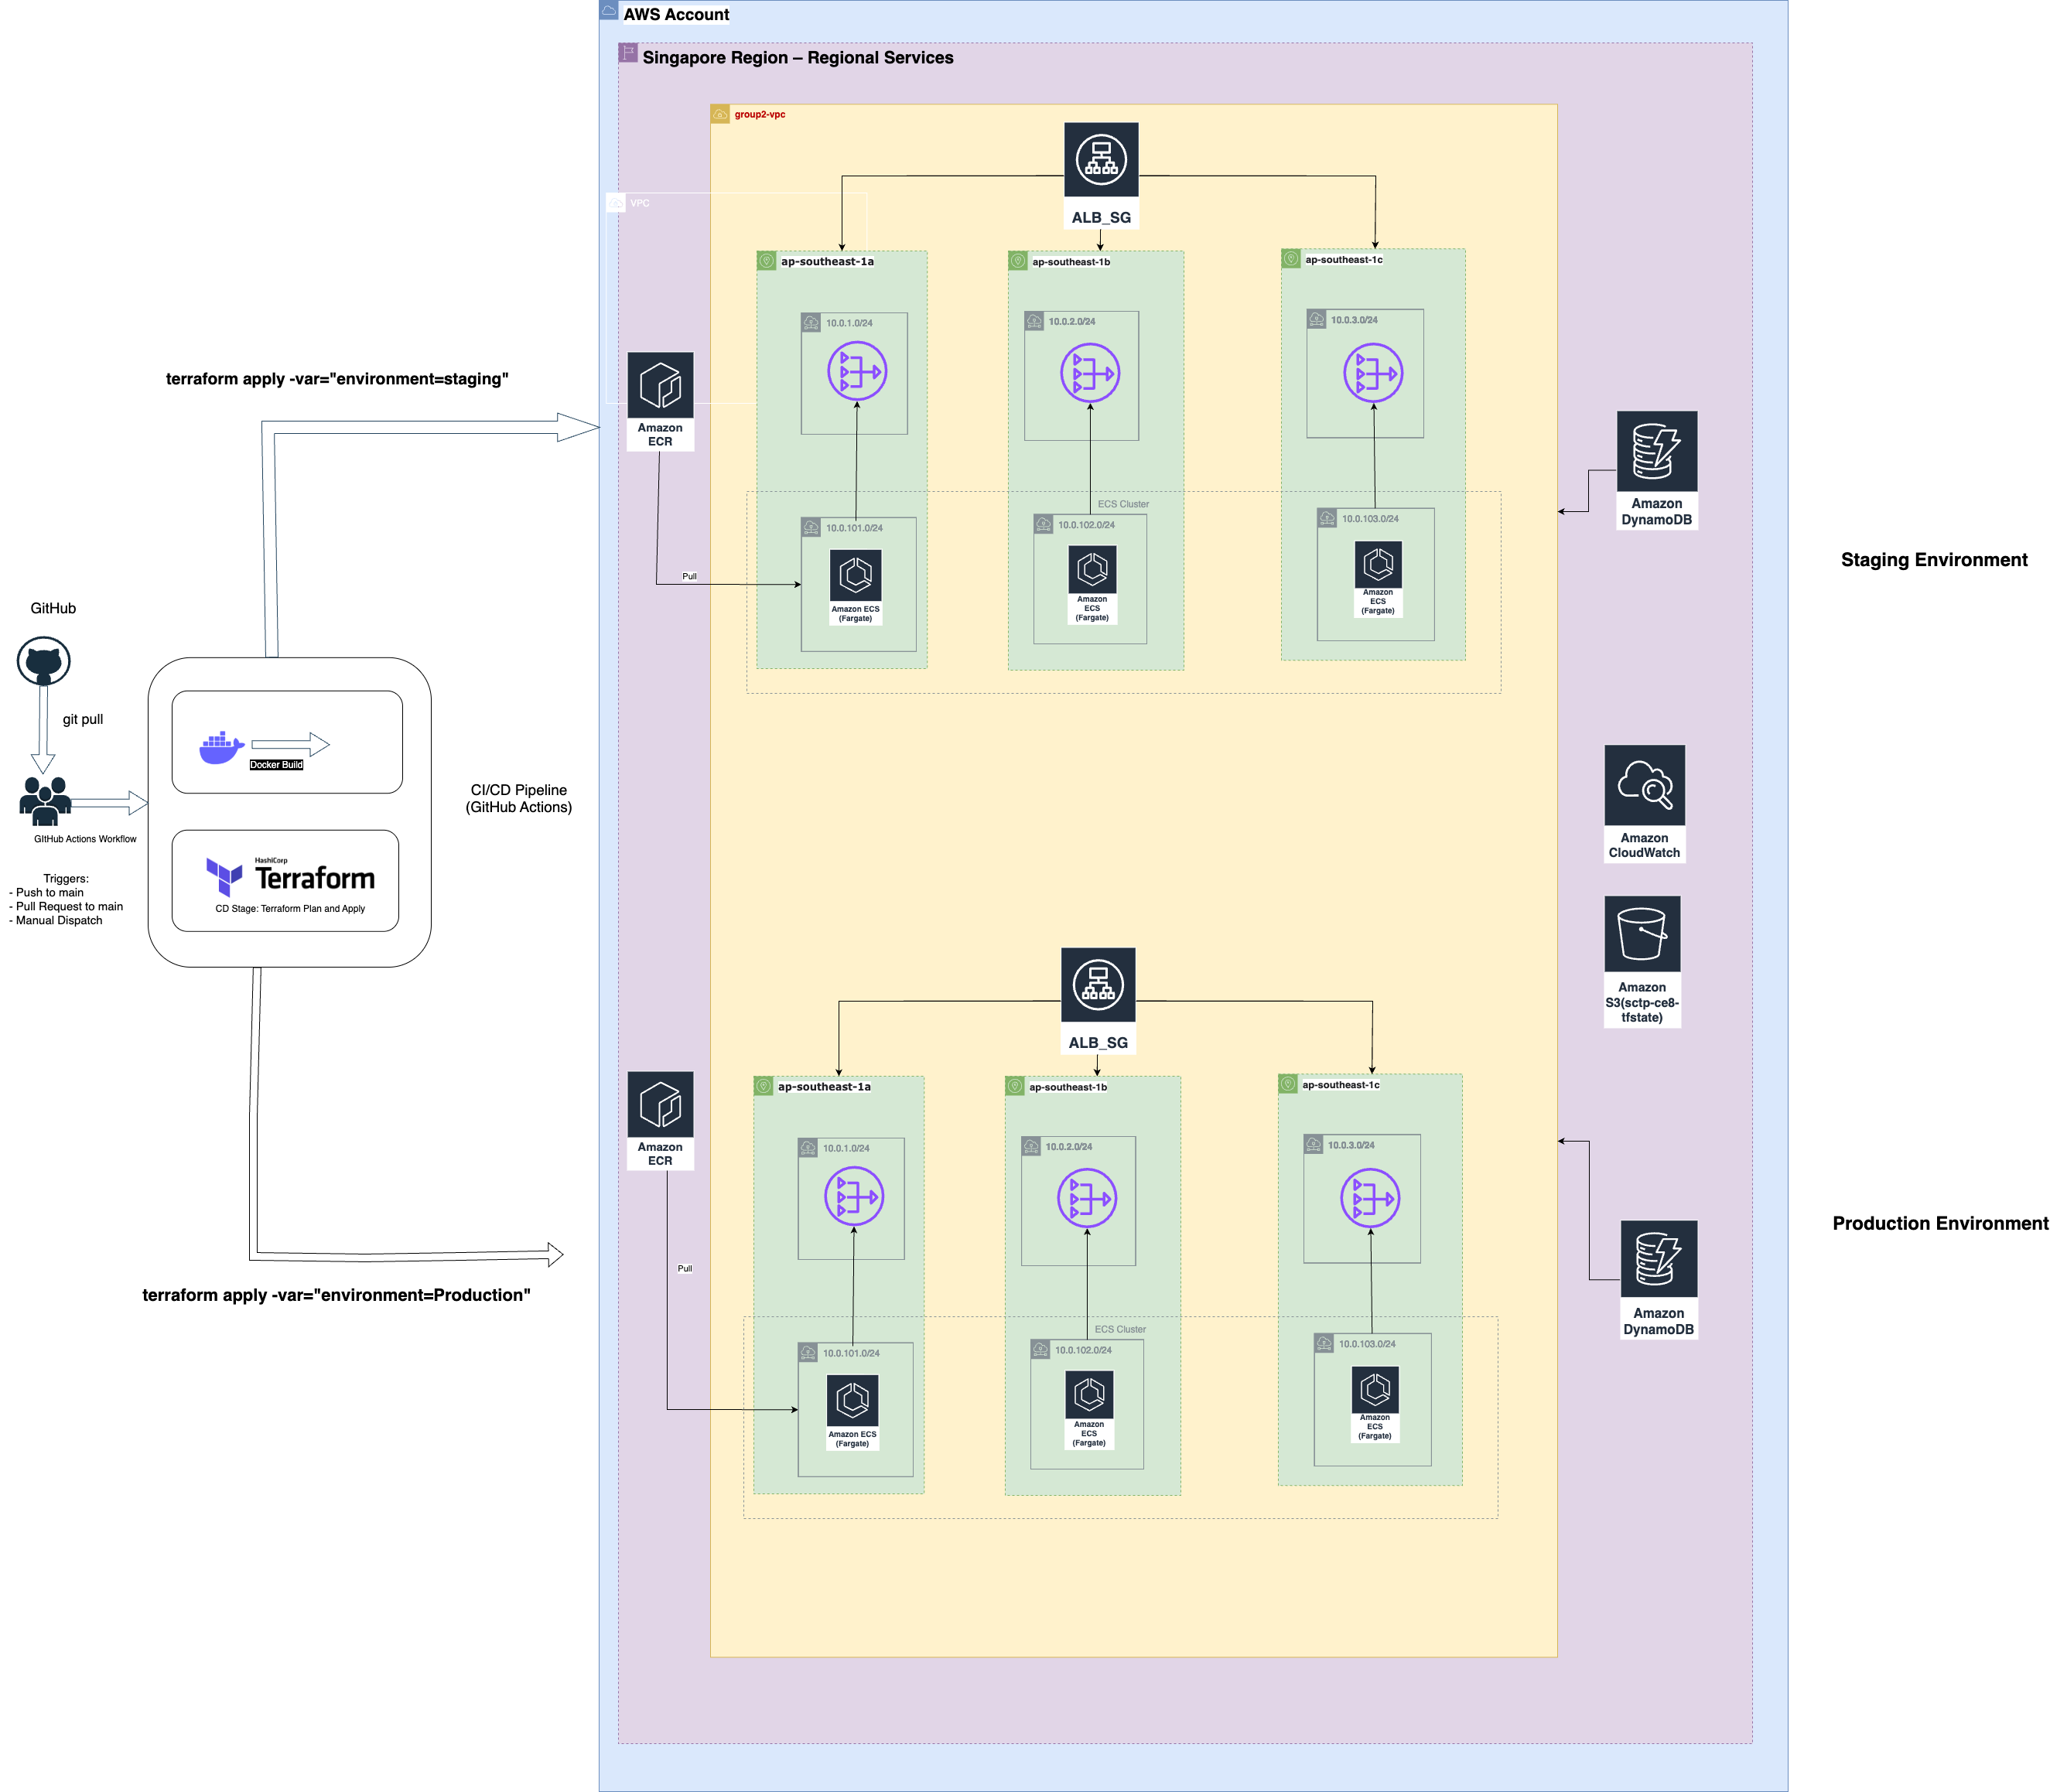 AWS Account
Singapore Region – Regional Services
group2-vpc
ALB_SG
VPC
ap-southeast-1a
ap-southeast-1b
ap-southeast-1c
10.0.1.0/24
10.0.2.0/24
10.0.3.0/24
terraform apply -var="environment=staging"
Amazon
ECR
Amazon
DynamoDB
ECS Cluster
10.0.101.0/24
10.0.102.0/24
10.0.103.0/24
Pull
Amazon ECS
(Fargate)
Amazon
ECS
(Fargate)
Amazon
ECS
(Fargate)
Staging Environment
GitHub
git pull
Docker Build
CI/CD Pipeline
(GitHub Actions)
GItHub Actions Workflow
HashiCorp
Terraform
CD Stage: Terraform Plan and Apply
Triggers:
- Push to main
- Pull Request to main
- Manual Dispatch
Amazon
CloudWatch
Amazon
S3(sctp-ce8-
tfstate)
ALB_SG
ap-southeast-1a
ap-southeast-1b
ap-southeast-1c
Amazon
ECR
10.0.1.0/24
10.0.2.0/24
10.0.3.0/24
Production Environment
Pull
terraform apply -var="environment=Production"
Amazon
DynamoDB
ECS Cluster
10.0.101.0/24
10.0.102.0/24
10.0.103.0/24
Amazon ECS
(Fargate)
Amazon
ECS
(Fargate)
Amazon
ECS
(Fargate)